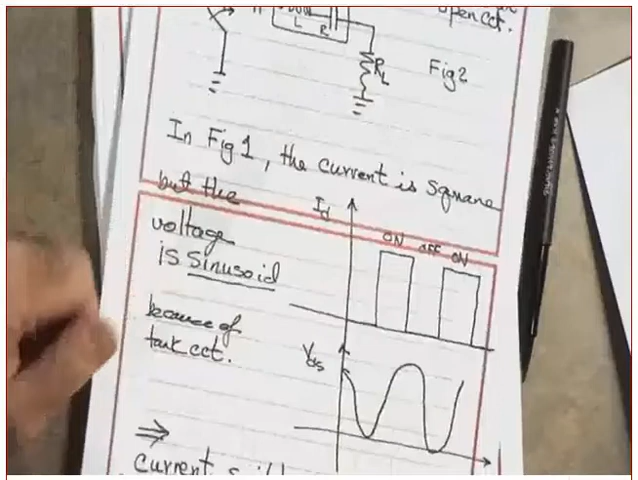 open cct.
L
R
RL
Fig 2
In Fig 1, the current is square
but the
Id
voltage
ON OFF ON
is sinusoid
because of
tank cct.
Vds
⇒